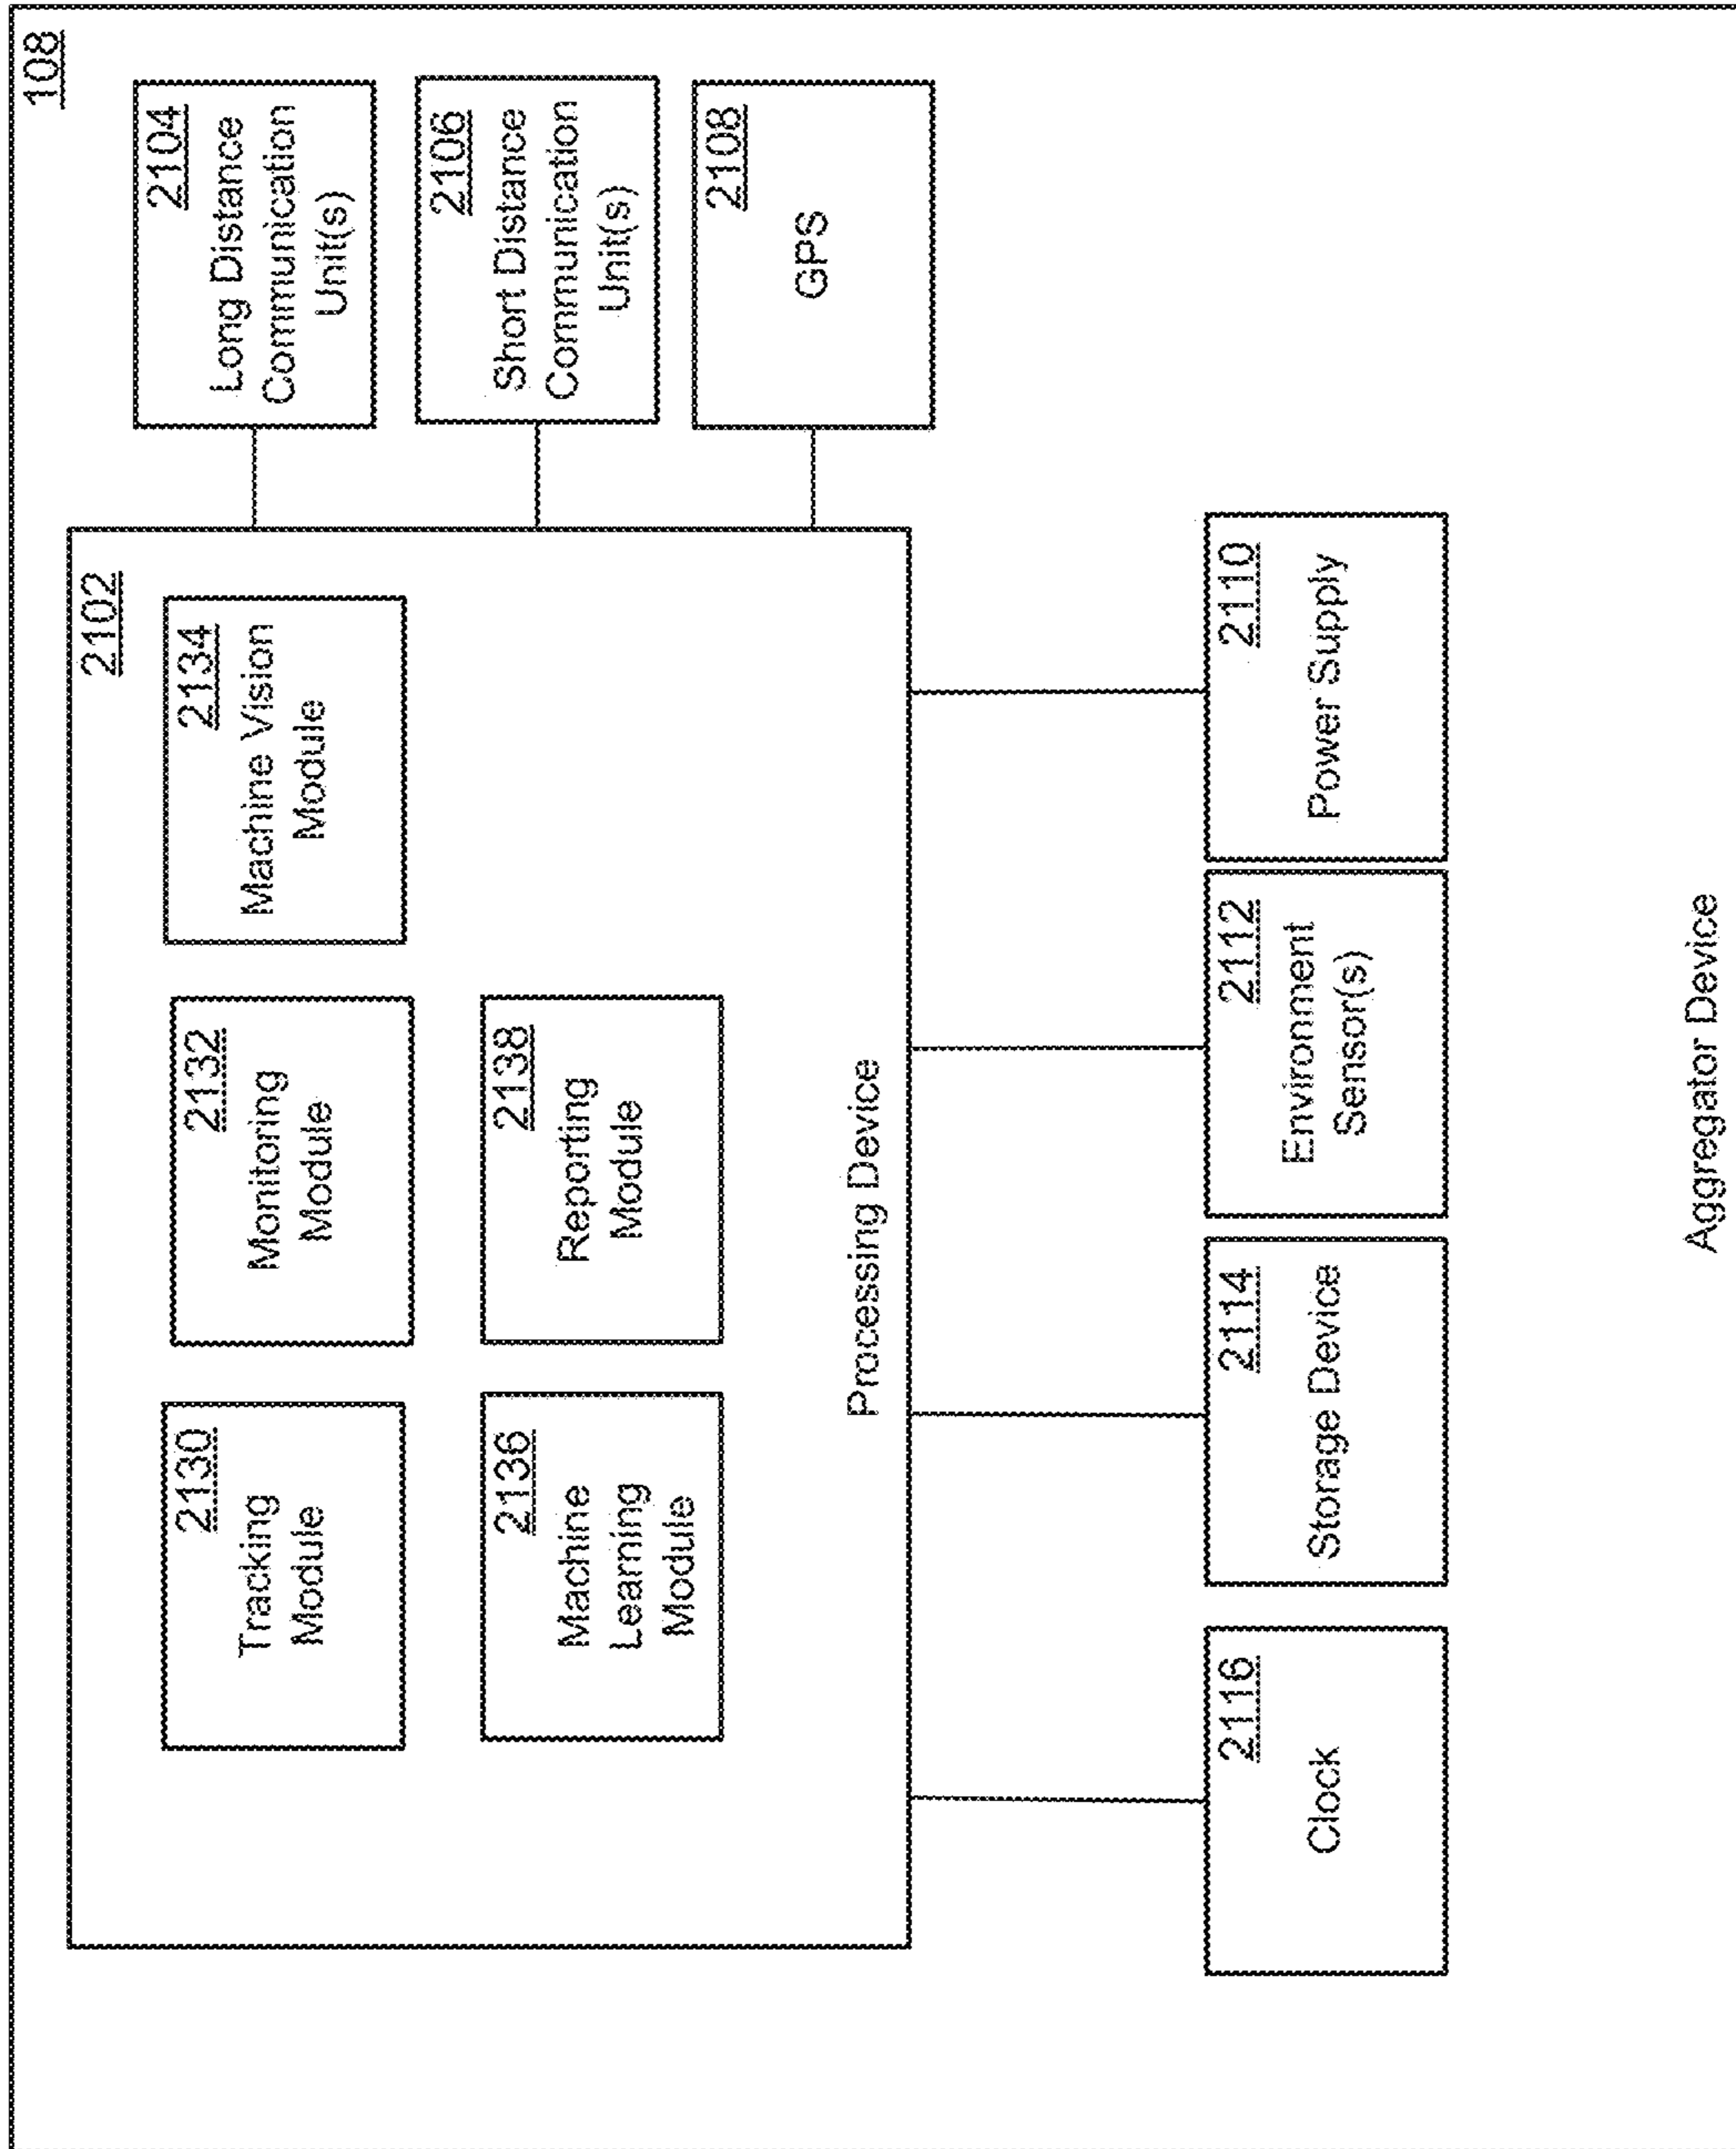 108
2102
2130
Tracking
Module
2132
Monitoring
Module
2134
Machine Vision
Module
2136
Machine
Learning
Module
2138
Reporting
Module
Processing Device
2104
Long Distance
Communication
Unit(s)
2106
Short Distance
Communication
Unit(s)
2108
GPS
2116
Clock
2114
Storage Device
2112
Environment
Sensor(s)
2110
Power Supply
Aggregator Device